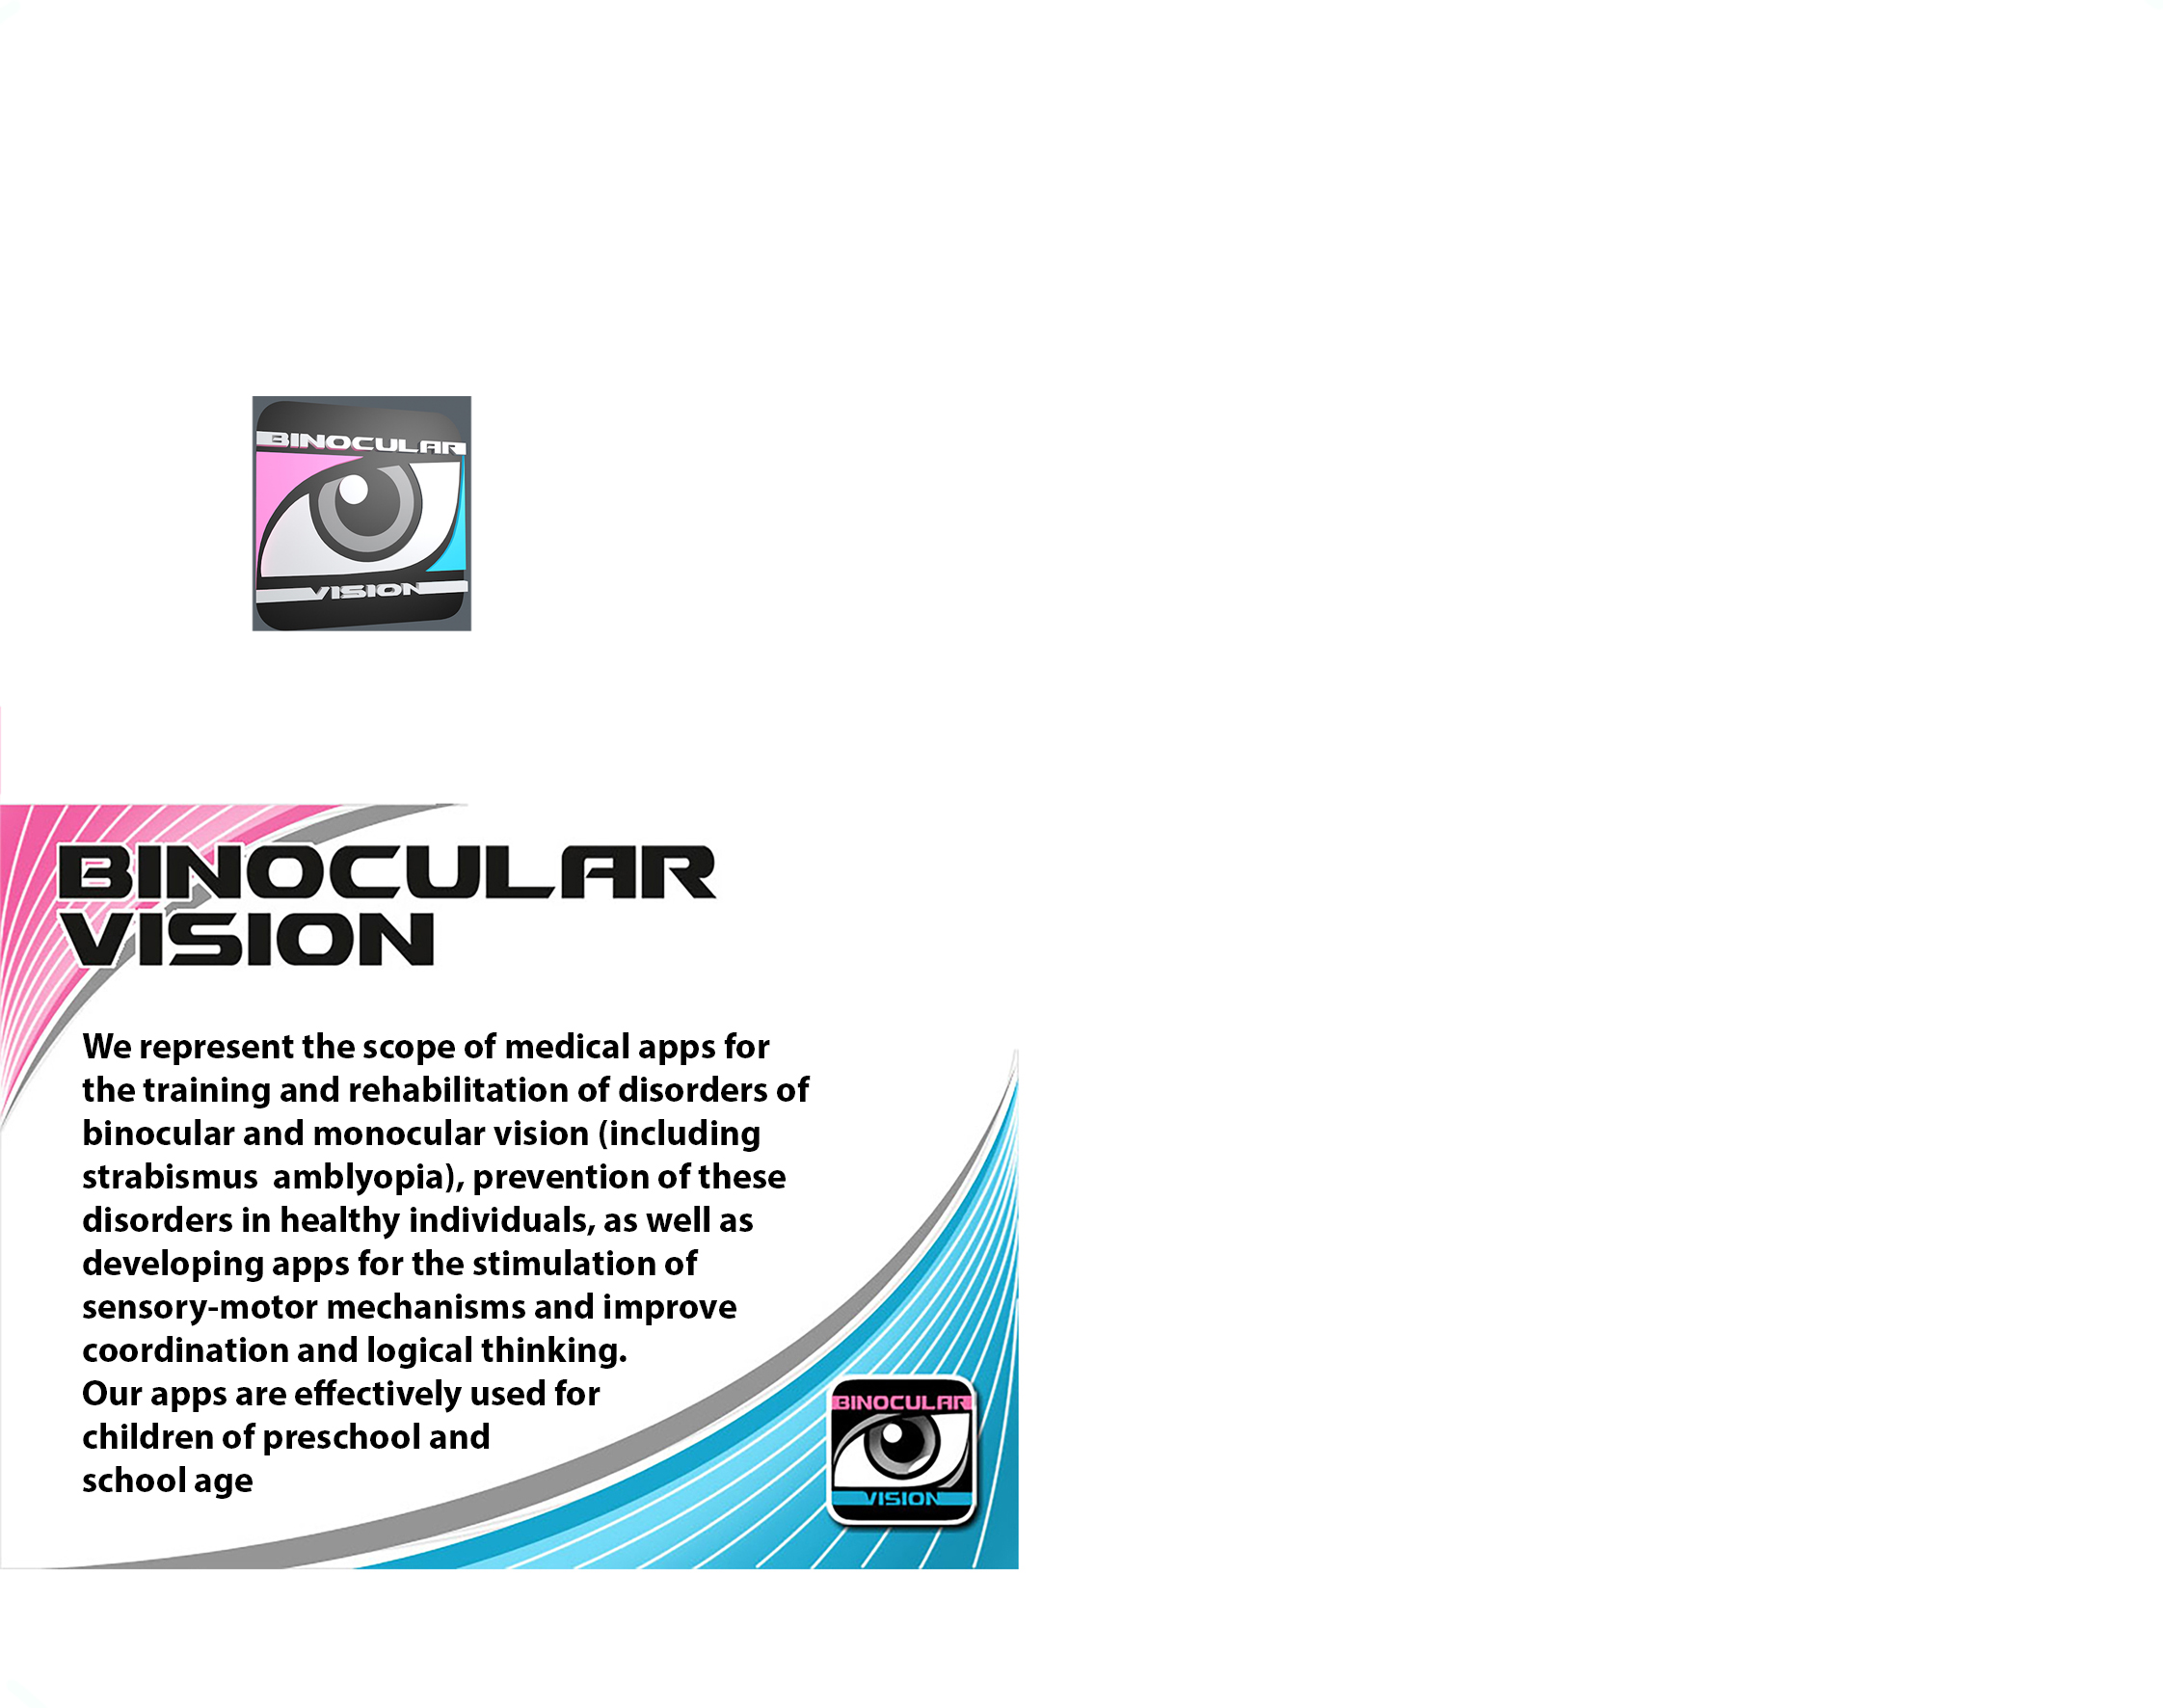 BINOCULAR
VISION
BINOCULAR
VISION
We represent the scope of medical apps for
the training and rehabilitation of disorders of
binocular and monocular vision (including
strabismus  amblyopia), prevention of these
disorders in healthy individuals, as well as
developing apps for the stimulation of
sensory-motor mechanisms and improve
coordination and logical thinking.
Our apps are effectively used for
children of preschool and
school age
BINOCULAR
VISION